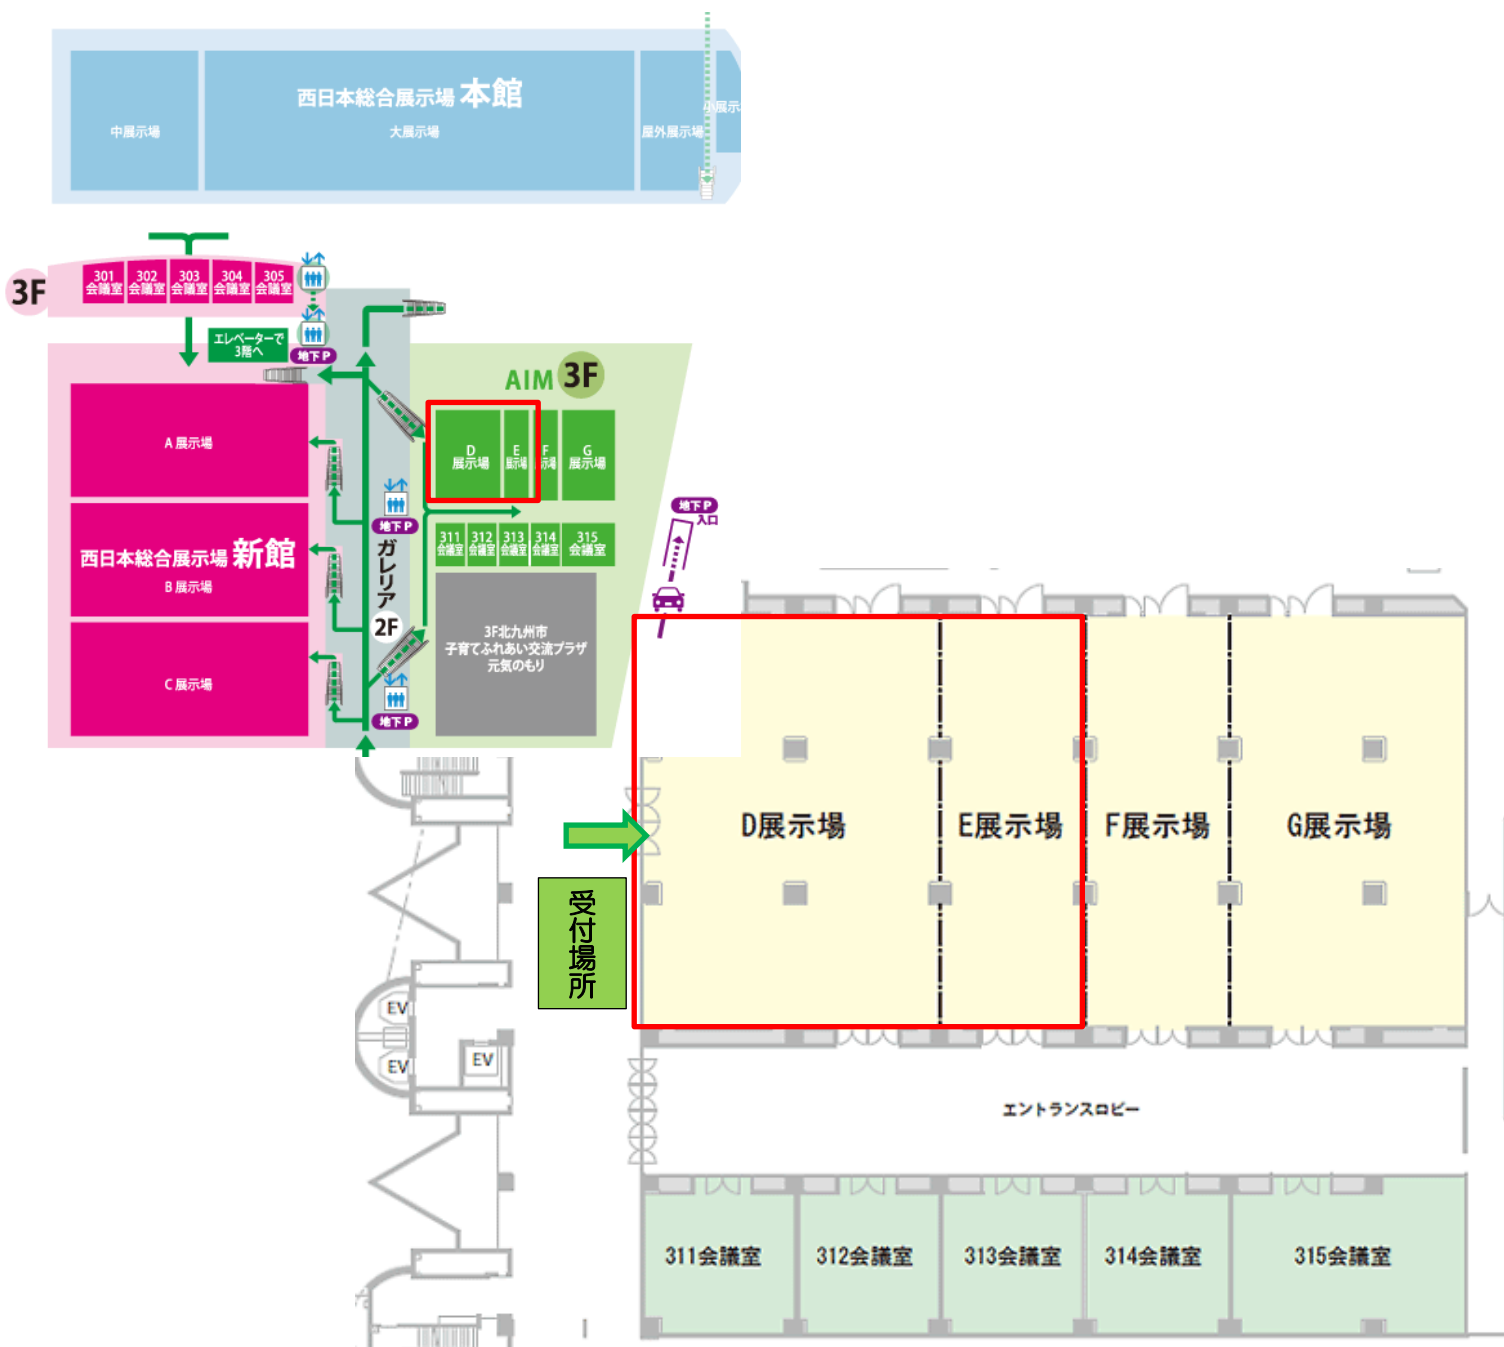 西日本総合展示場 本館
中展示場
大展示場
屋外展示場
小展示
3F
301
会議室
302
会議室
303
会議室
304
会議室
305
会議室
エレベーターで
3階へ
地下P
AIM 3F
A 展示場
D
展示場
E
展示場
F
示場
G
展示場
地下P
入口
地下P
311
会議室
312
会議室
313
会議室
314
会議室
315
会議室
西日本総合展示場 新館
B 展示場
ガレリア
2F
3F北九州市
子育てふれあい交流プラザ
元気のもり
C 展示場
地下P
D展示場
E展示場
F展示場
G展示場
受付場所
EV
EV
EV
エントランスロビー
311会議室
312会議室
313会議室
314会議室
315会議室